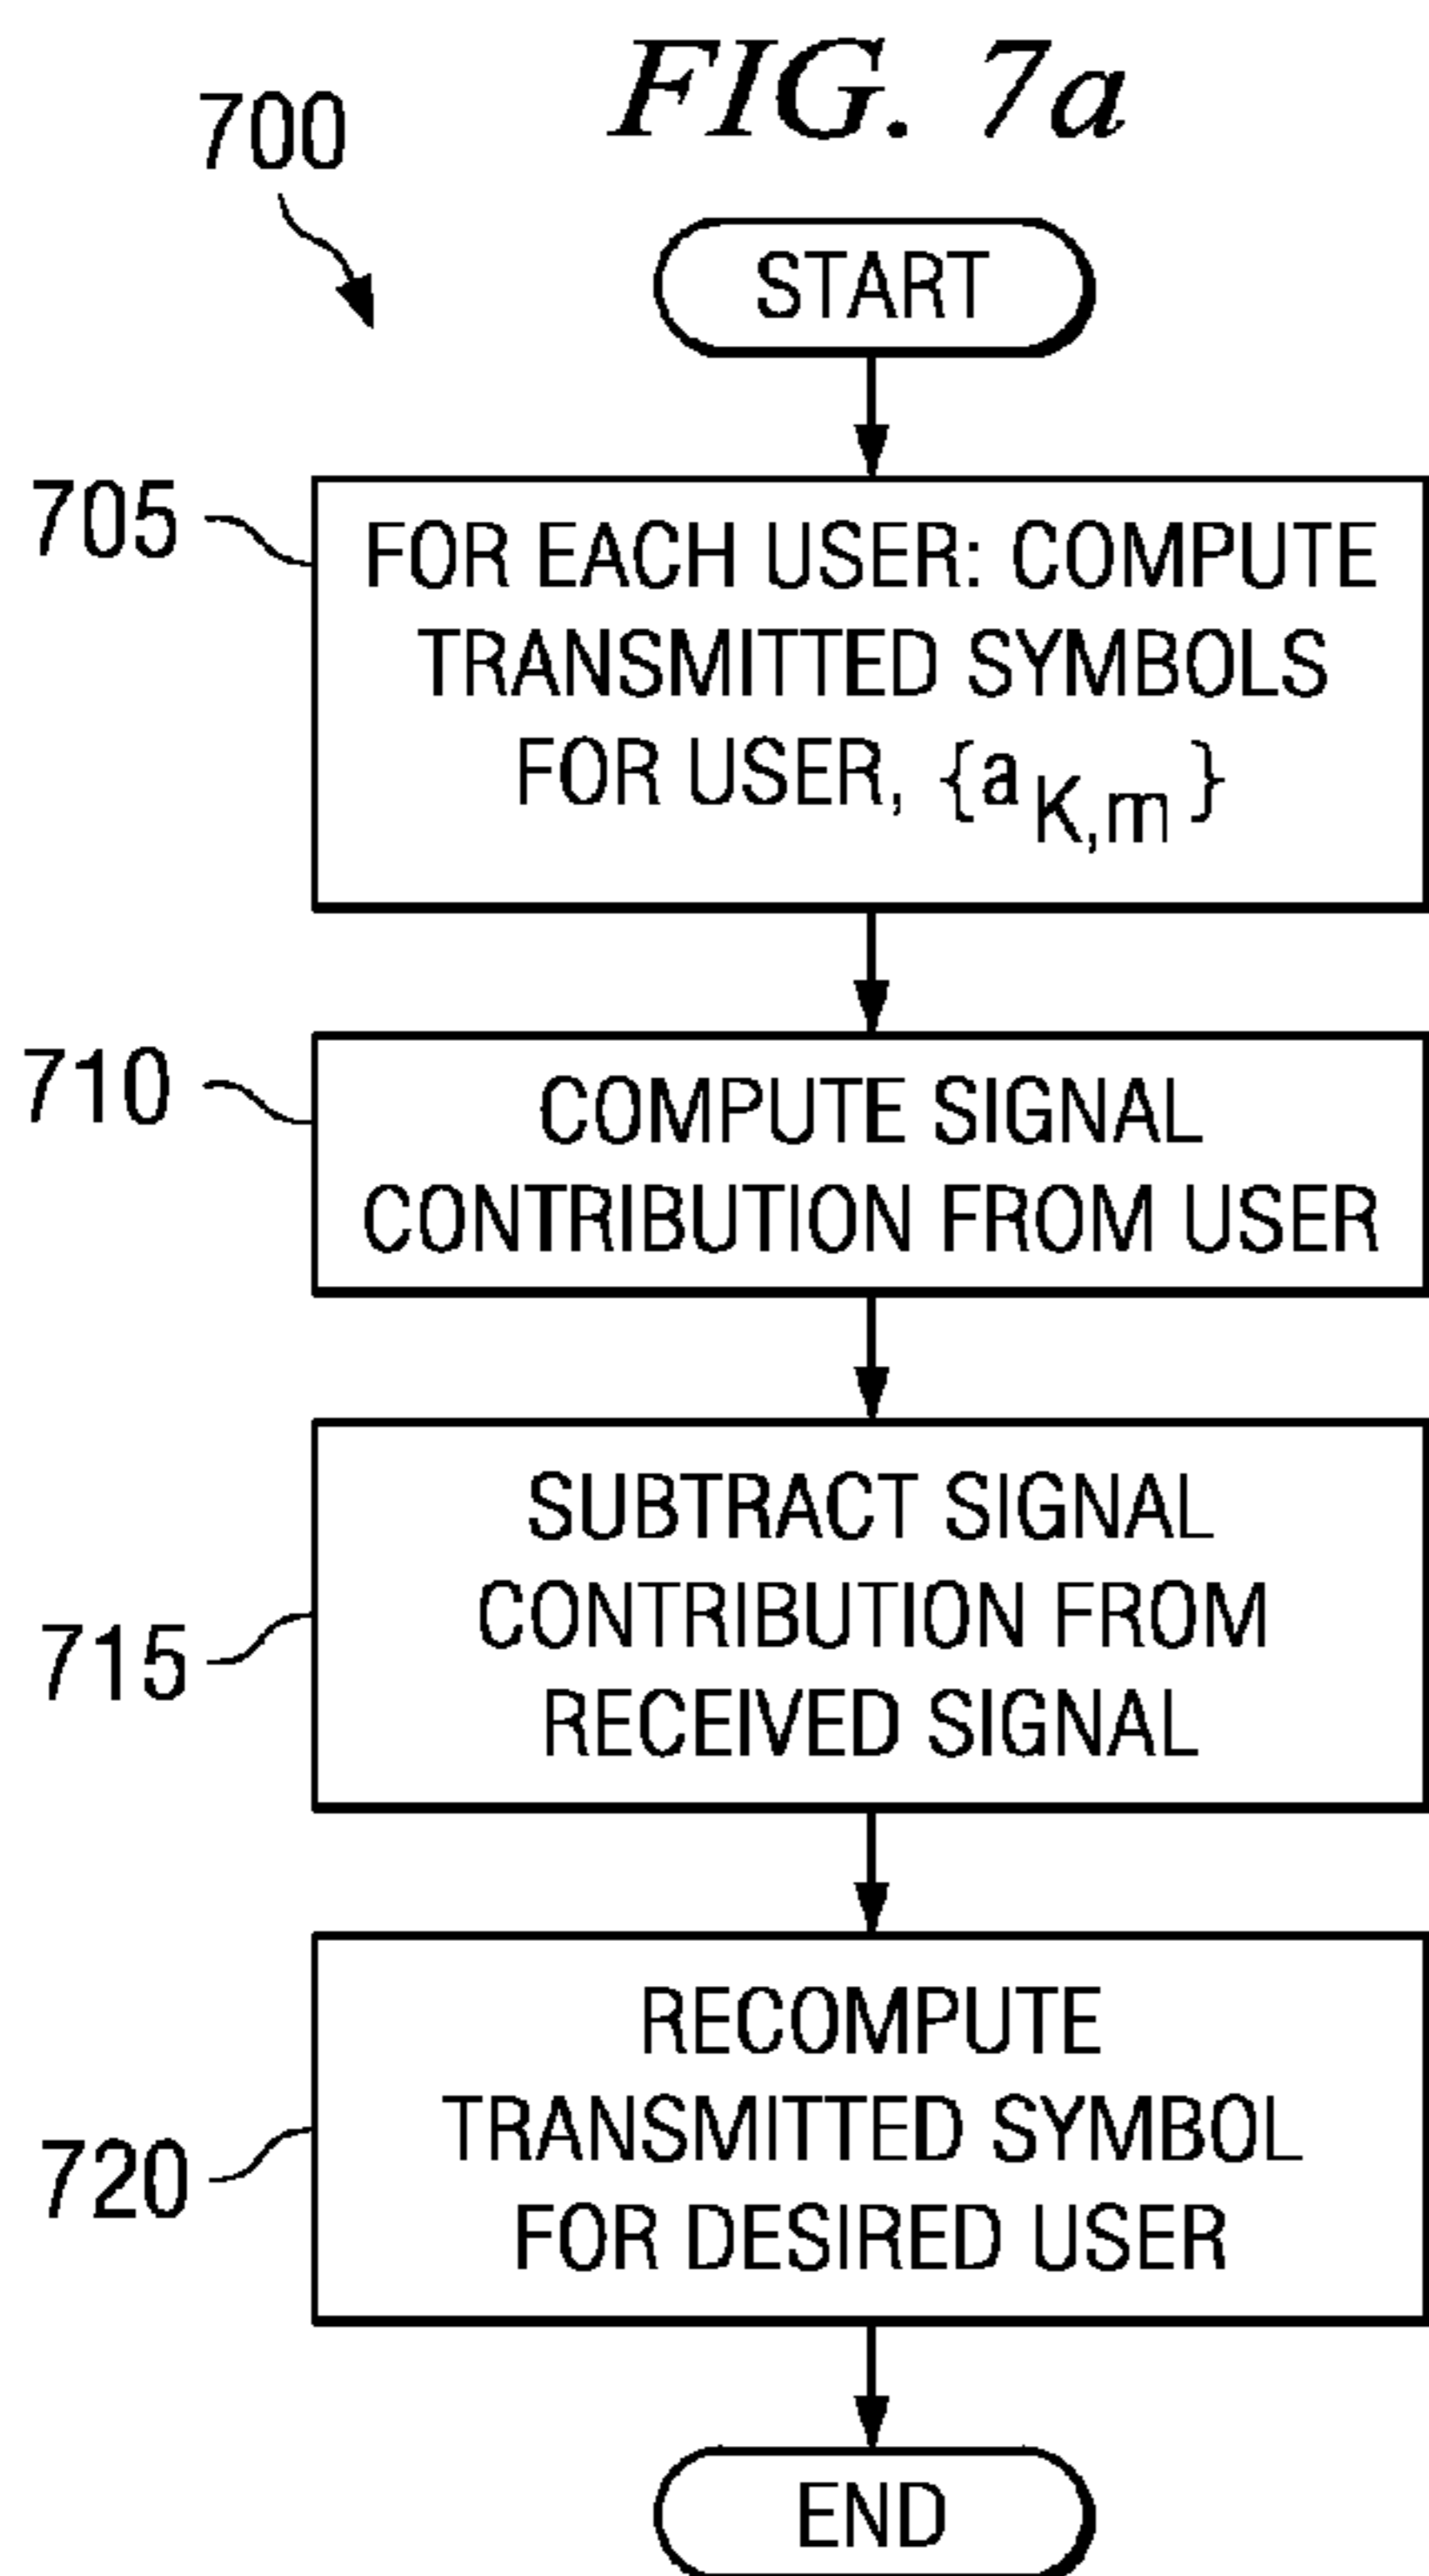 FIG. 7a
700
START
705
FOR EACH USER: COMPUTE
TRANSMITTED SYMBOLS
FOR USER, {a K,m }
710
COMPUTE SIGNAL
CONTRIBUTION FROM USER
715
SUBTRACT SIGNAL
CONTRIBUTION FROM
RECEIVED SIGNAL
720
RECOMPUTE
TRANSMITTED SYMBOL
FOR DESIRED USER
END